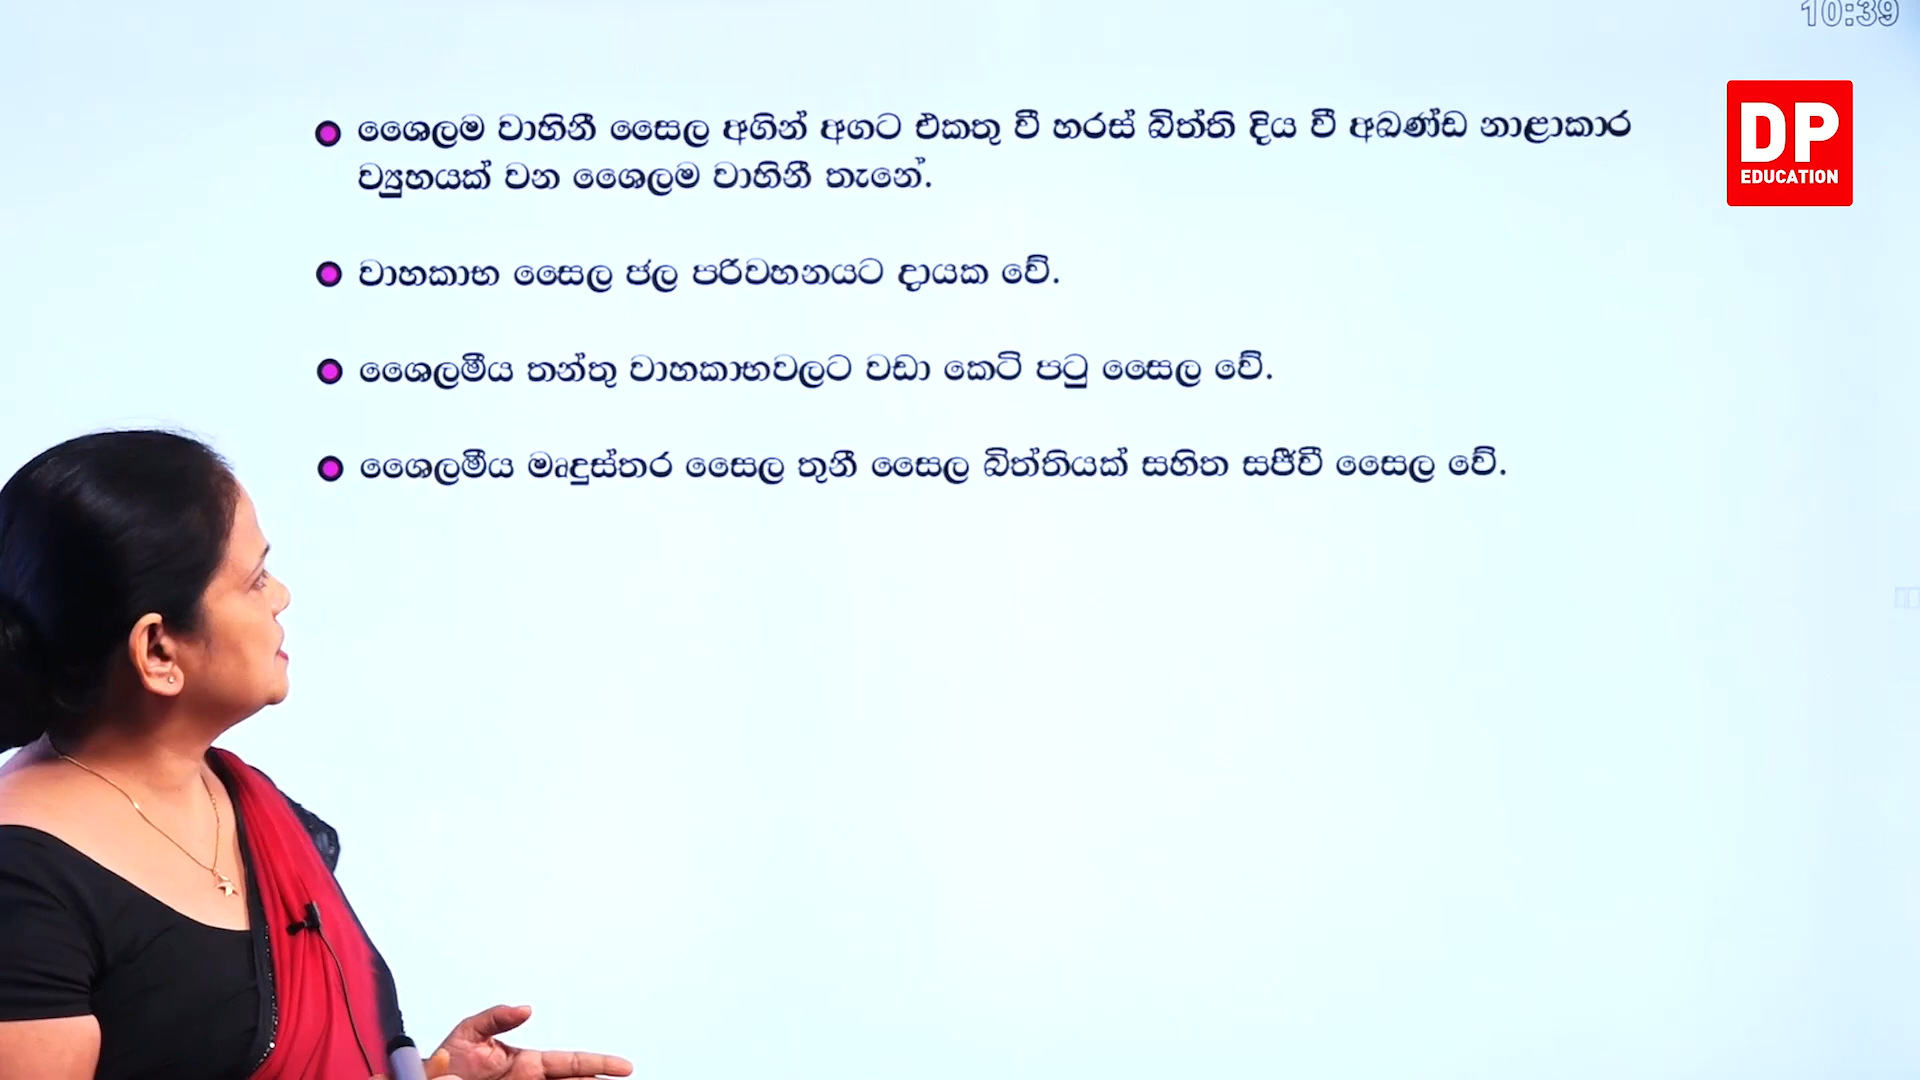 10:39
ශෛලම වාහිනී සෛල අගින් අගට එකතු වී හරස් බිත්ති දිය වී අඛණ්ඩ නාළාකාර
ව්‍යුහයක් වන ශෛලම වාහිනී තැනේ.
DP
EDUCATION
වාහකාභ සෛල ජල පරිවහනයට දායක වේ.
ශෛලමීය තන්තු වාහකාභවලට වඩා කෙටි පටු සෛල වේ.
ශෛලමීය මෘදුස්තර සෛල තුනී සෛල බිත්තියක් සහිත සජීවී සෛල වේ.